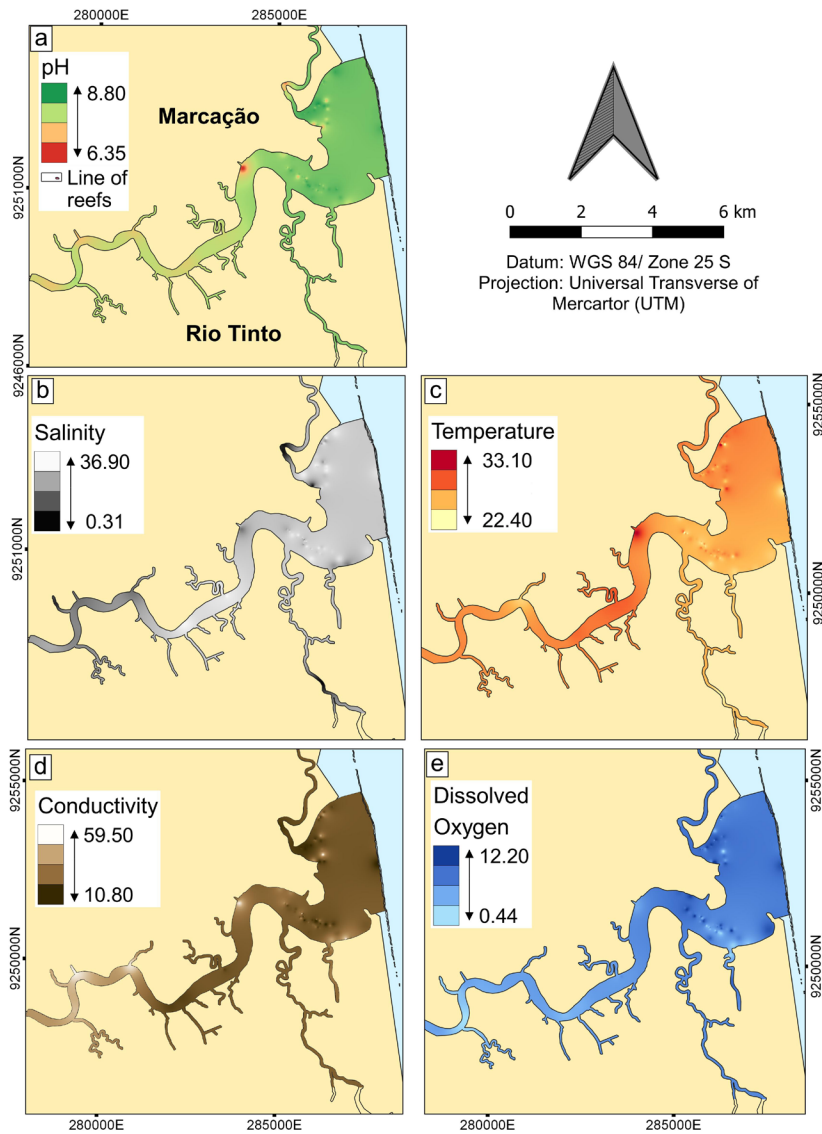 280000E
285000E
a
pH
8.80
6.35
Line of
reefs
Marcação
Rio Tinto
9251000N
9246000N
0
2
4
6 km
Datum: WGS 84/ Zone 25 S
Projection: Universal Transverse of
Mercartor (UTM)
b
Salinity
36.90
0.31
9251000N
c
Temperature
33.10
22.40
9255000N
9250000N
d
Conductivity
59.50
10.80
9255000N
9250000N
280000E
285000E
e
Dissolved
Oxygen
12.20
0.44
9255000N
9250000N
280000E
285000E